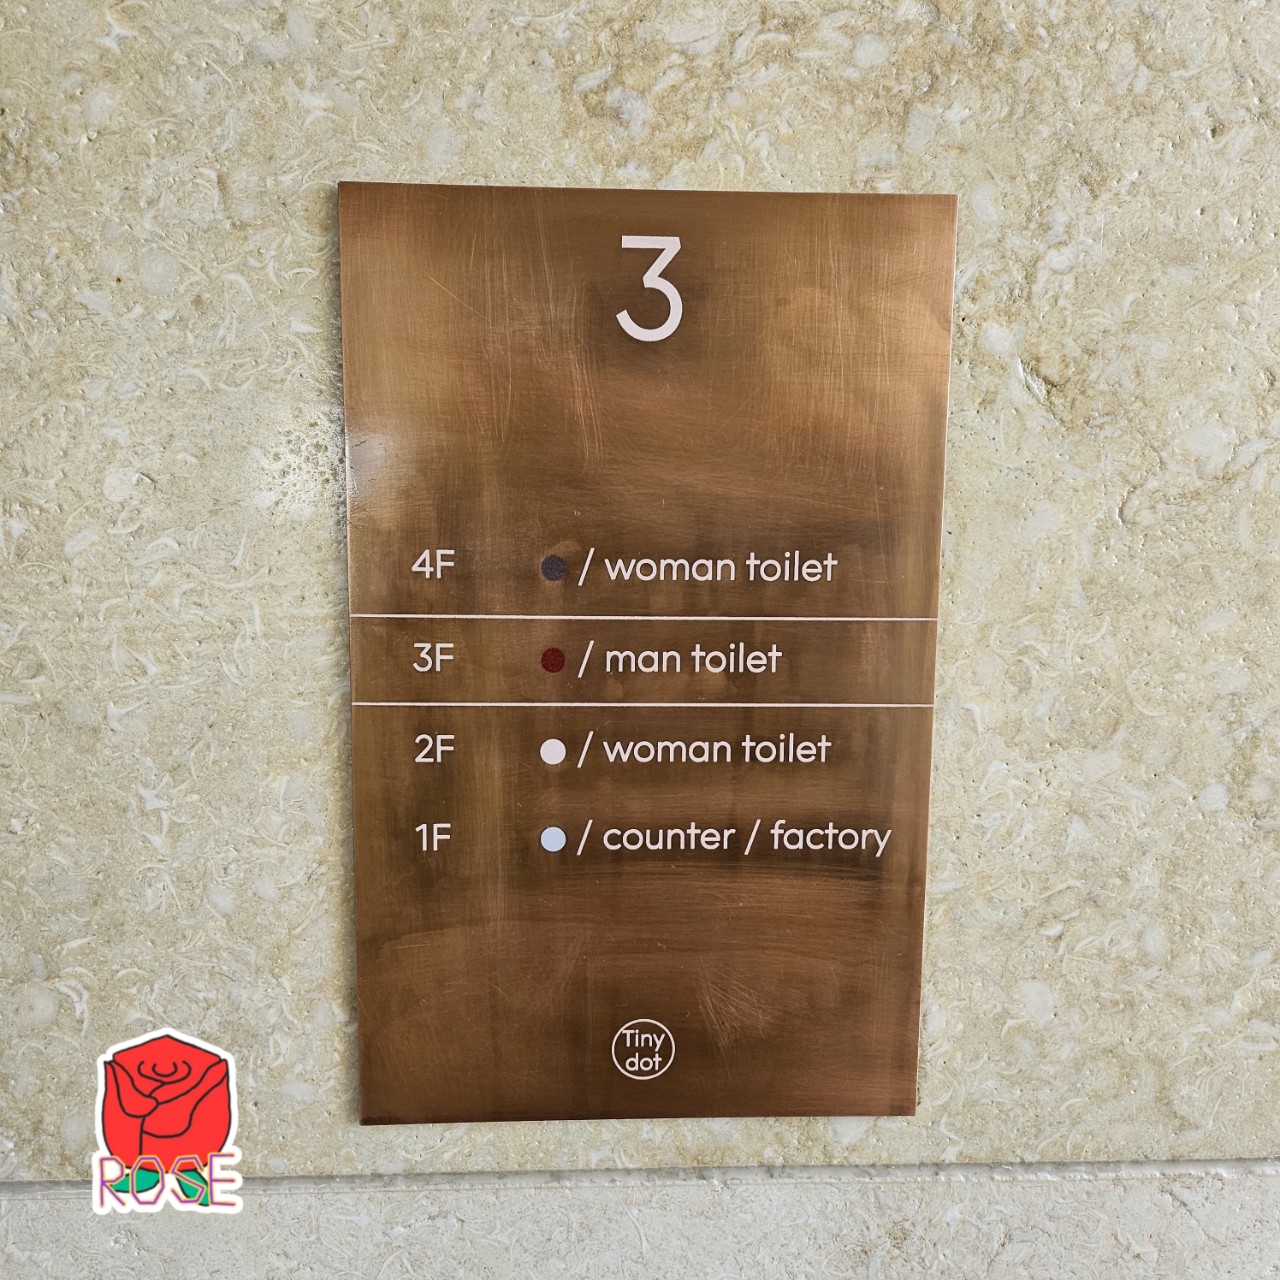 3
4F / woman toilet
3F / man toilet
2F / woman toilet
1F / counter / factory
Tiny
dot
ROSE